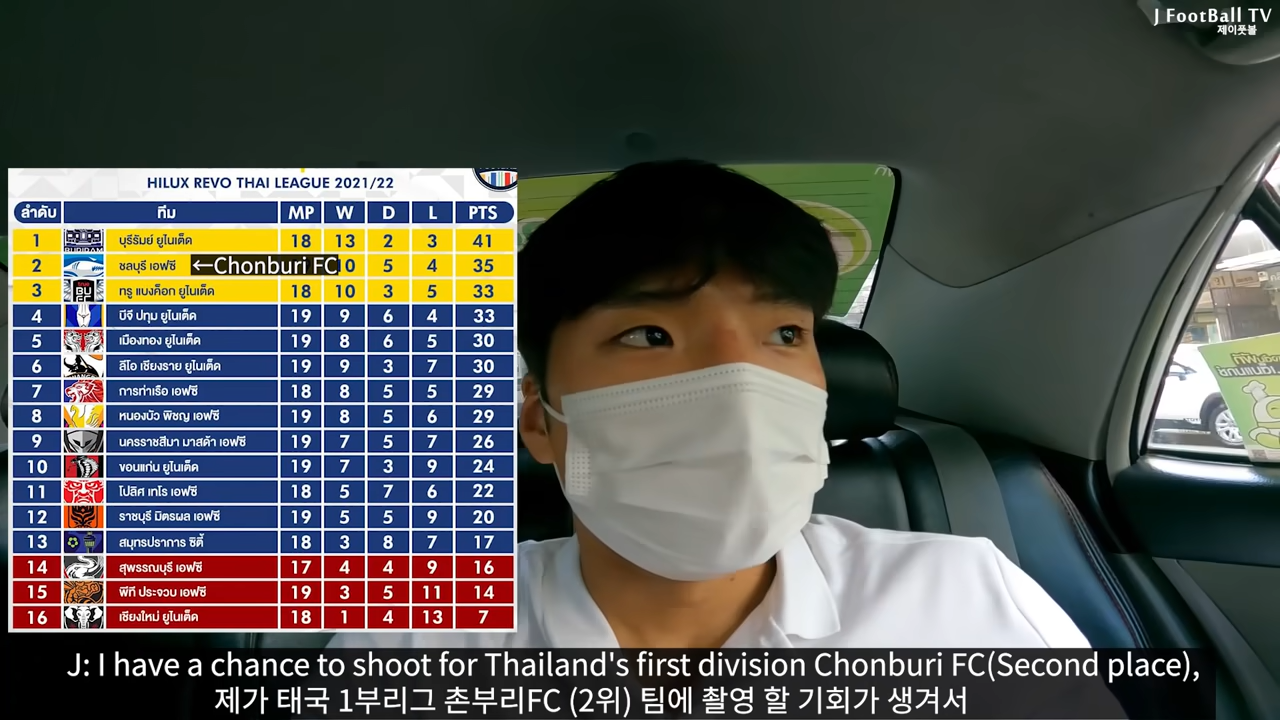 J FootBall TV
제이풋볼
HILUX REVO THAI LEAGUE 2021/22
ลำดับ ทีม MP W D L PTS
1 บุรีรัมย์ ยูไนเต็ด 18 13 2 3 41
2 ชลบุรี เอฟซี ←Chonburi FC 10 5 4 35
3 ทรู แบงค็อก ยูไนเต็ด 18 10 3 5 33
4 บีจี ปทุม ยูไนเต็ด 19 9 6 4 33
5 เมืองทอง ยูไนเต็ด 19 8 6 5 30
6 ลีโอ เชียงราย ยูไนเต็ด 19 9 3 7 30
7 การท่าเรือ เอฟซี 18 8 5 5 29
8 หนองบัว พิชญ เอฟซี 19 8 5 6 29
9 นครราชสีมา มาสด้า เอฟซี 19 7 5 7 26
10 ขอนแก่น ยูไนเต็ด 19 7 3 9 24
11 โปลิศ เทโร เอฟซี 18 5 7 6 22
12 ราชบุรี มิตรผล เอฟซี 19 5 5 9 20
13 สมุทรปราการ ซิตี้ 18 3 8 7 17
14 สุพรรณบุรี เอฟซี 17 4 4 9 16
15 พีที ประจวบ เอฟซี 19 3 5 11 14
16 เชียงใหม่ ยูไนเต็ด 18 1 4 13 7
J: I have a chance to shoot for Thailand's first division Chonburi FC(Second place),
제가 태국 1부리그 촌부리FC (2위) 팀에 촬영 할 기회가 생겨서